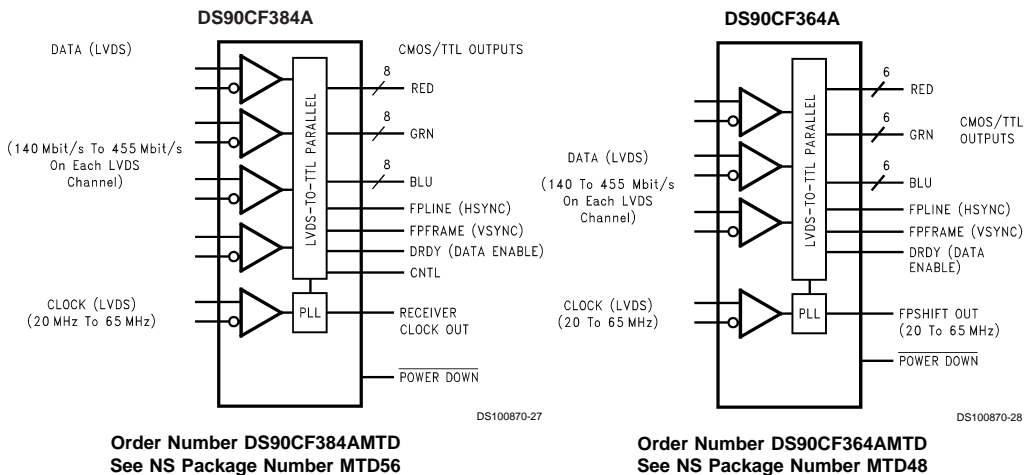 DS90CF384A
DATA (LVDS)
CMOS/TTL OUTPUTS
8
RED
8
GRN
(140 Mbit/s To 455 Mbit/s
On Each LVDS
Channel)
8
BLU
LVDS-TO-TTL PARALLEL
FPLINE (HSYNC)
FPFRAME (VSYNC)
DRDY (DATA ENABLE)
CNTL
CLOCK (LVDS)
(20 MHz To 65 MHz)
PLL
RECEIVER
CLOCK OUT
POWER DOWN
DS100870-27
Order Number DS90CF384AMTD
See NS Package Number MTD56
DS90CF364A
6
RED
6
GRN
CMOS/TTL
OUTPUTS
DATA (LVDS)
(140 To 455 Mbit/s
On Each LVDS
Channel)
6
BLU
LVDS-TO-TTL PARALLEL
FPLINE (HSYNC)
FPFRAME (VSYNC)
DRDY (DATA
ENABLE)
CLOCK (LVDS)
(20 To 65 MHz)
PLL
FPSHIFT OUT
(20 To 65 MHz)
POWER DOWN
DS100870-28
Order Number DS90CF364AMTD
See NS Package Number MTD48